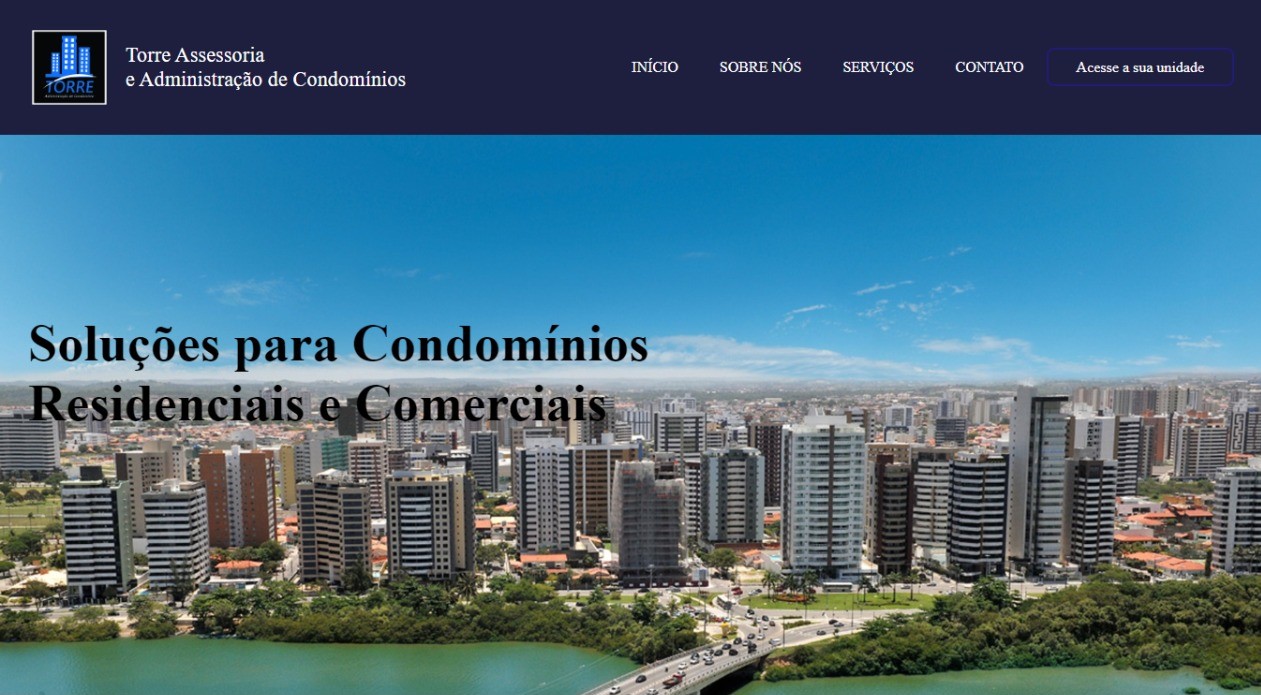 TORRE
Torre Assessoria
e Administração de Condomínios
INÍCIO
SOBRE NÓS
SERVIÇOS
CONTATO
Acesse a sua unidade
Soluções para Condomínios
Residenciais e Comerciais